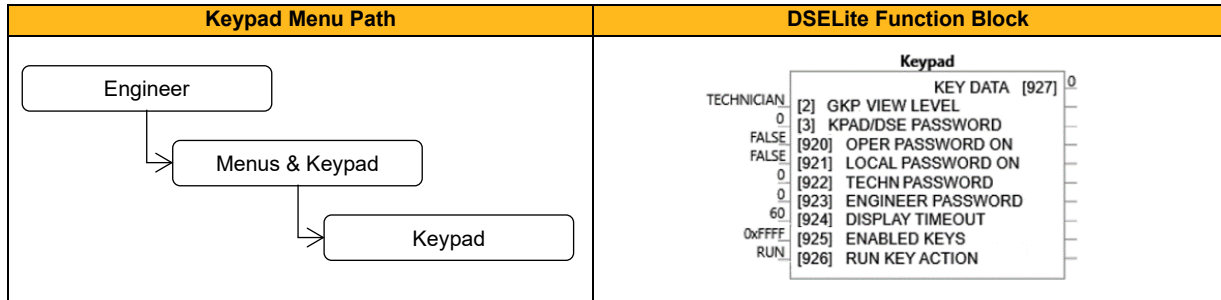 Keypad Menu Path
DSELite Function Block
Engineer
Menus & Keypad
Keypad
Keypad
KEY DATA [927] 0
TECHNICIAN [2] GKP VIEW LEVEL
0 [3] KPAD/DSE PASSWORD
FALSE [920] OPER PASSWORD ON
FALSE [921] LOCAL PASSWORD ON
0 [922] TECHN PASSWORD
0 [923] ENGINEER PASSWORD
60 [924] DISPLAY TIMEOUT
0xFFFF [925] ENABLED KEYS
RUN [926] RUN KEY ACTION